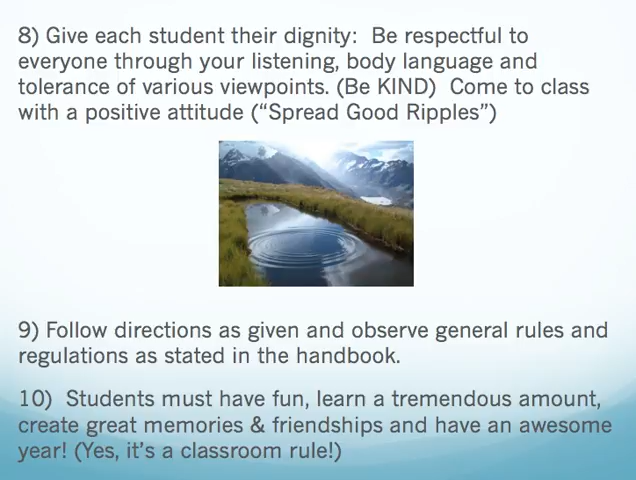 8) Give each student their dignity:  Be respectful to
everyone through your listening, body language and
tolerance of various viewpoints. (Be KIND)  Come to class
with a positive attitude (“Spread Good Ripples”)
9) Follow directions as given and observe general rules and
regulations as stated in the handbook.
10)  Students must have fun, learn a tremendous amount,
create great memories & friendships and have an awesome
year! (Yes, it’s a classroom rule!)